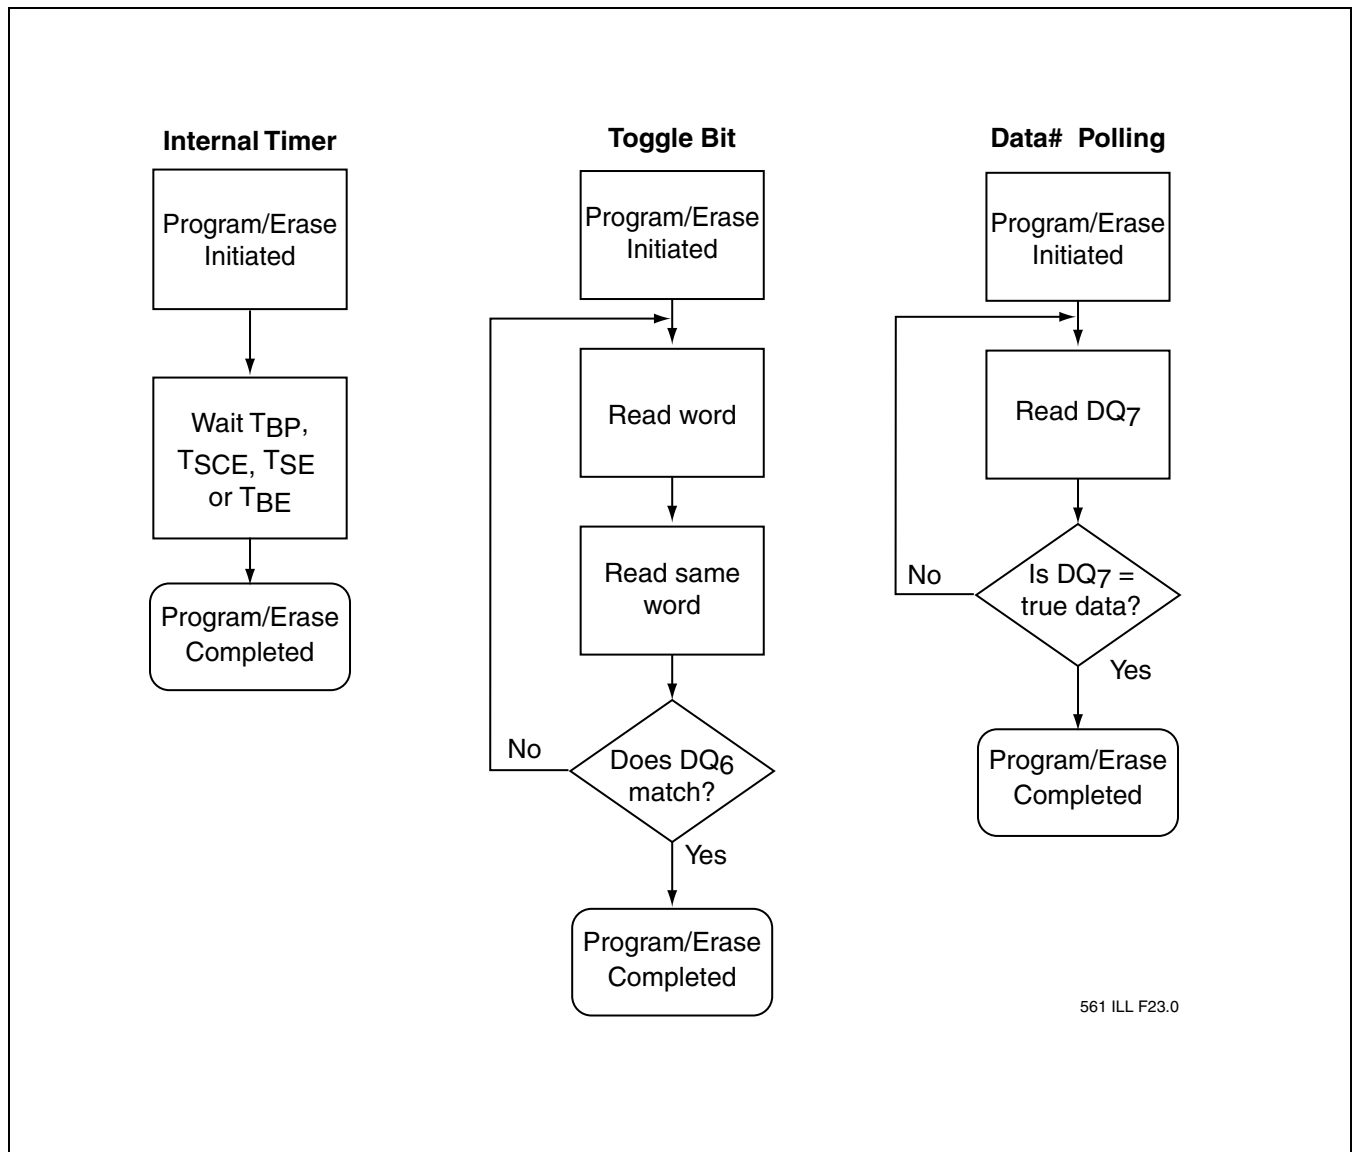 Internal Timer
Program/Erase
Initiated
Wait TBP,
TSCE, TSE
or TBE
Program/Erase
Completed
Toggle Bit
Program/Erase
Initiated
Read word
Read same
word
Does DQ6
match?
No
Yes
Program/Erase
Completed
Data# Polling
Program/Erase
Initiated
Read DQ7
Is DQ7 =
true data?
No
Yes
Program/Erase
Completed
561 ILL F23.0